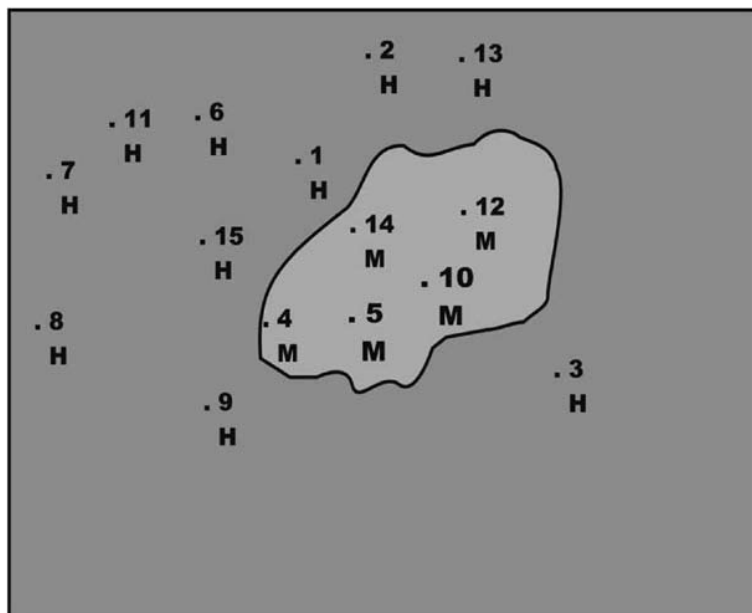 . 2
H
. 13
H
. 11
H
. 6
H
. 7
H
. 1
H
. 14
M
. 12
M
. 15
H
. 10
M
. 8
H
. 4
M
. 5
M
. 3
H
. 9
H